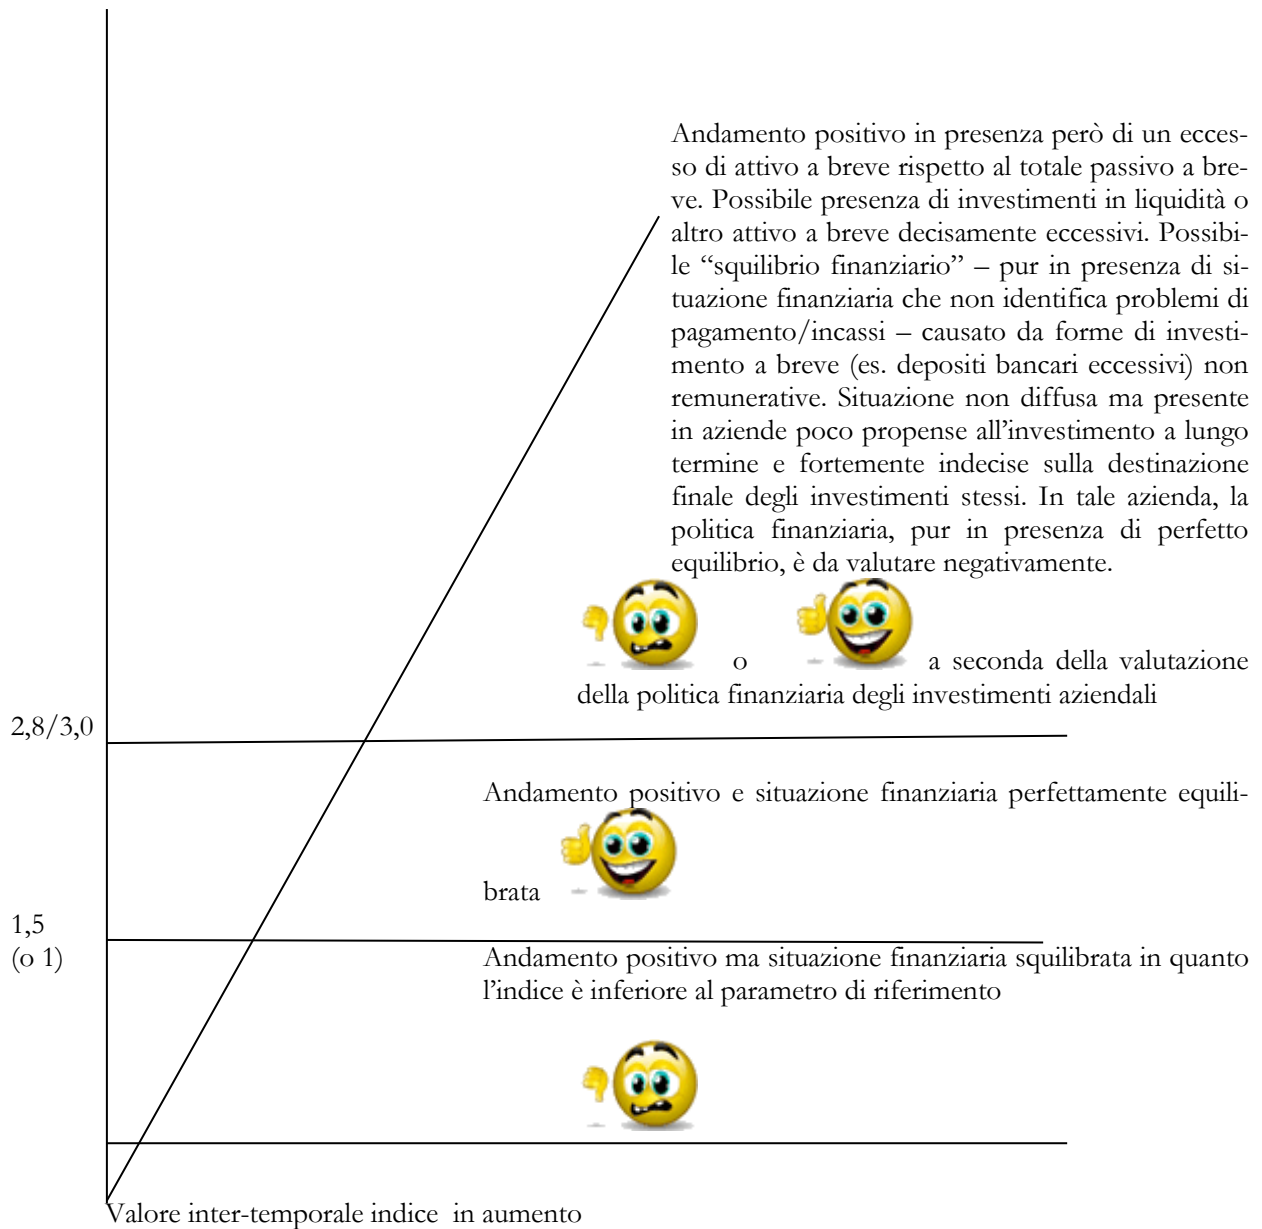 Andamento positivo in presenza però di un ecces-
so di attivo a breve rispetto al totale passivo a bre-
ve. Possibile presenza di investimenti in liquidità o
altro attivo a breve decisamente eccessivi. Possibi-
le “squilibrio finanziario” – pur in presenza di si-
tuazione finanziaria che non identifica problemi di
pagamento/incassi – causato da forme di investi-
mento a breve (es. depositi bancari eccessivi) non
remunerative. Situazione non diffusa ma presente
in aziende poco propense all’investimento a lungo
termine e fortemente indecise sulla destinazione
finale degli investimenti stessi. In tale azienda, la
politica finanziaria, pur in presenza di perfetto
equilibrio, è da valutare negativamente.
o a seconda della valutazione
della politica finanziaria degli investimenti aziendali
2,8/3,0
Andamento positivo e situazione finanziaria perfettamente equili-
brata
1,5
(o 1)
Andamento positivo ma situazione finanziaria squilibrata in quanto
l’indice è inferiore al parametro di riferimento
Valore inter-temporale indice in aumento